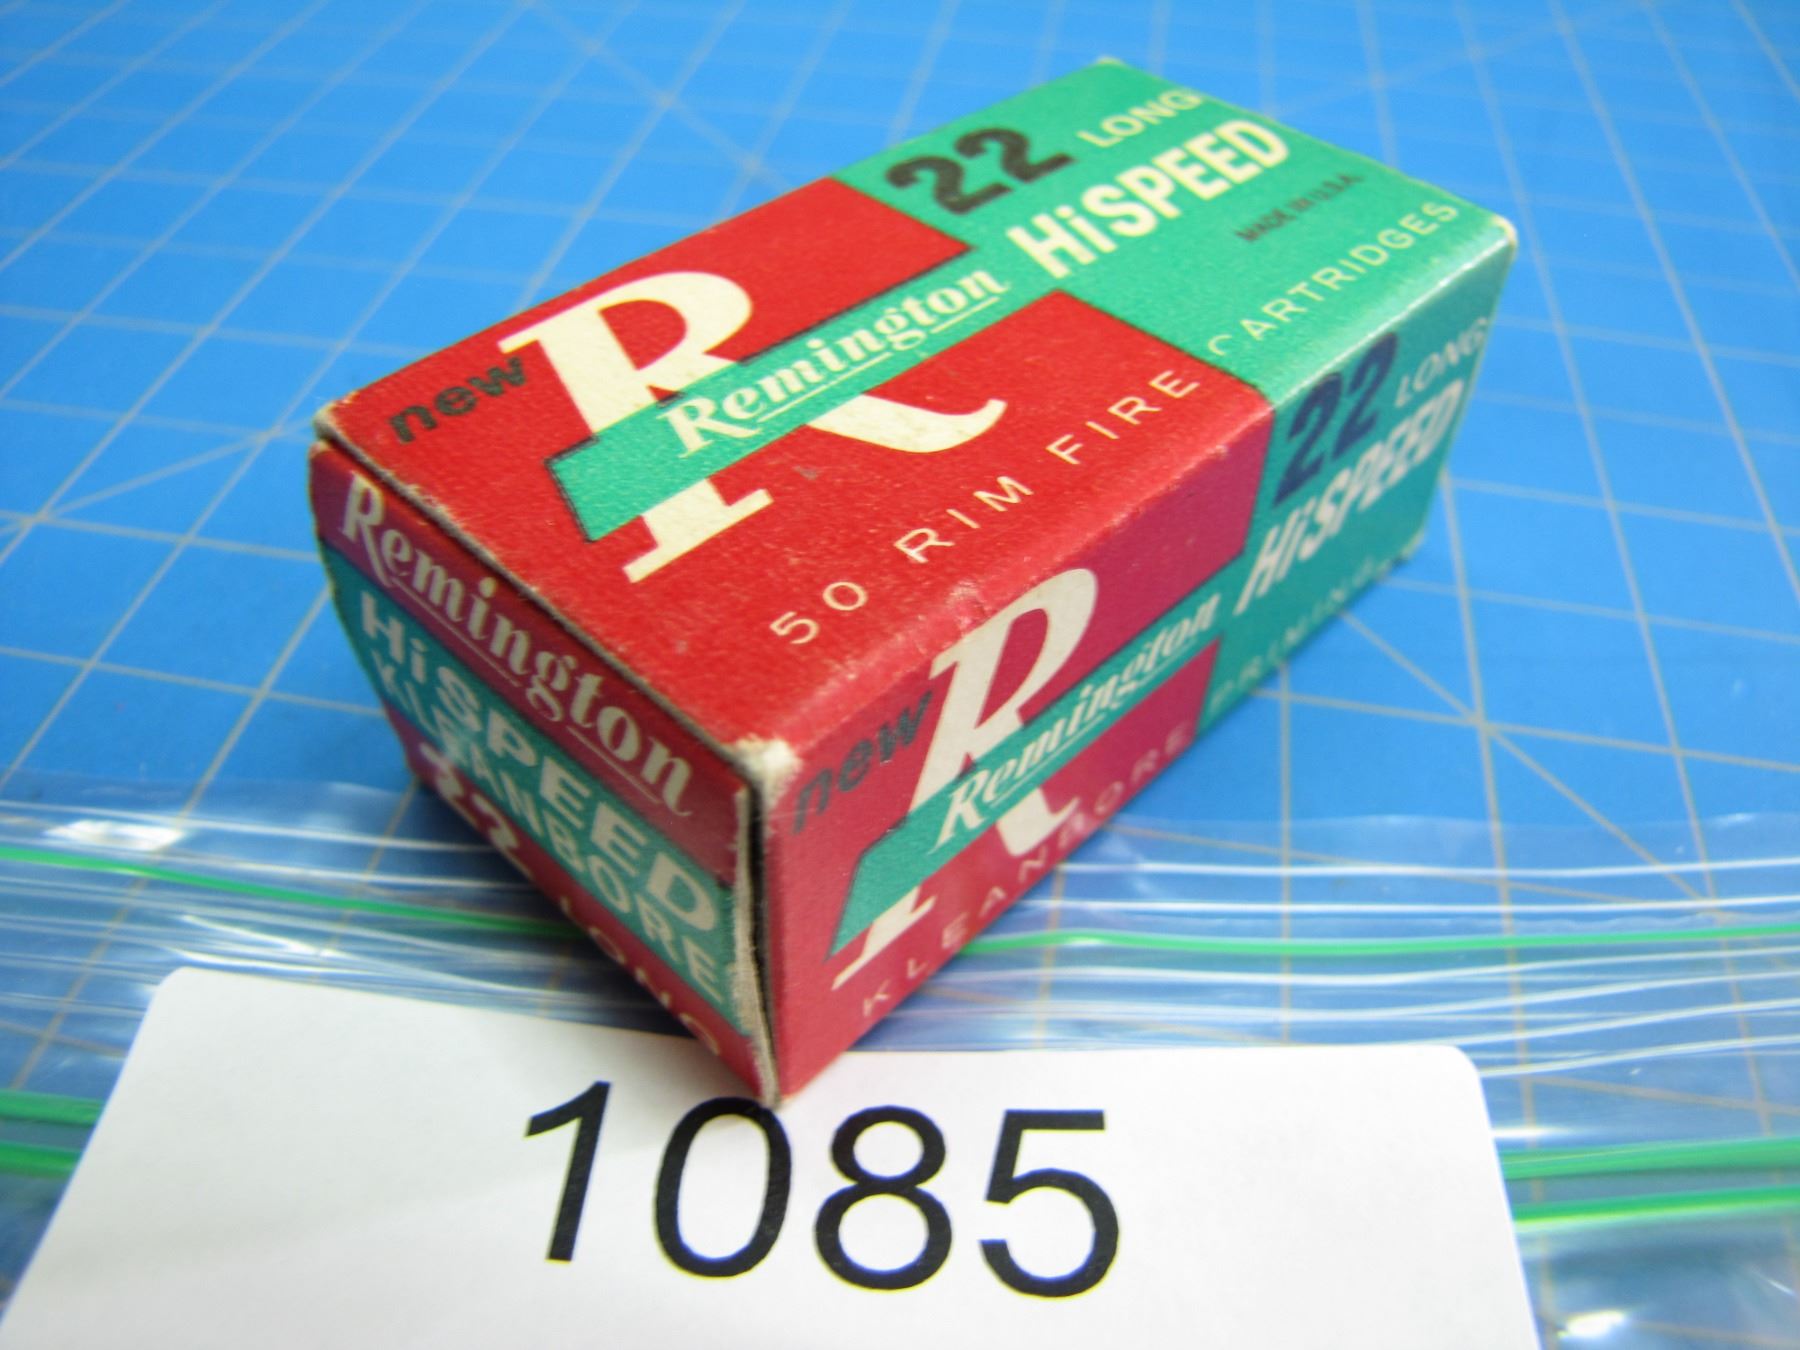 22 LONG
HiSPEED
MADE IN U.S.A.
new R
Remington
50 RIM FIRE CARTRIDGES
22 LONG
HiSPEED
new R
Remington
KLEANBORE PRIMING
Remington
HiSPEED
KLEANBORE
22 LONG
1085